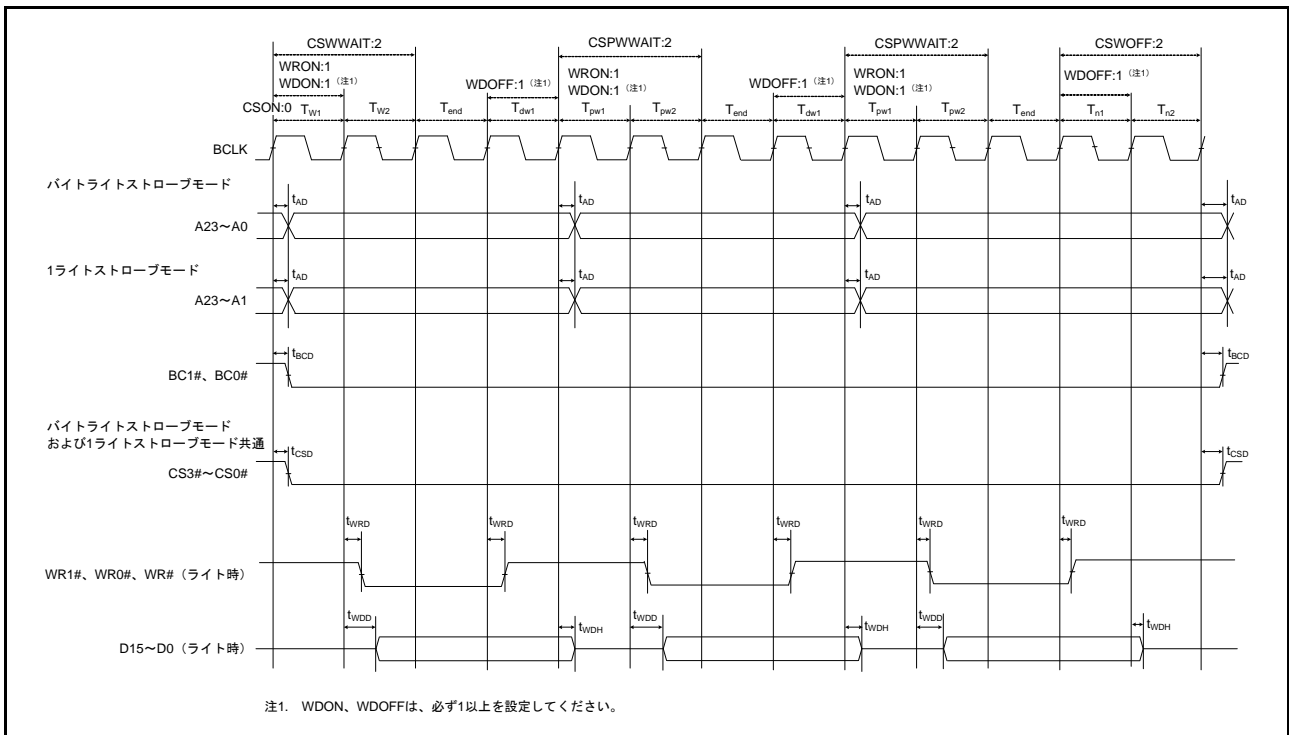 CSWWAIT:2 CSPWWAIT:2 CSPWWAIT:2 CSWOFF:2
WRON:1 WRON:1 WRON:1
WDON:1（注1） WDOFF:1（注1） WDON:1（注1） WDOFF:1（注1） WDON:1（注1） WDOFF:1（注1）
CSON:0 TW1 TW2 Tend Tdw1 Tpw1 Tpw2 Tend Tdw1 Tpw1 Tpw2 Tend Tn1 Tn2
BCLK
バイトライトストローブモード
tAD tAD tAD tAD
A23～A0
1ライトストローブモード
tAD tAD tAD tAD
A23～A1
tBCD tBCD
BC1#、BC0#
バイトライトストローブモード
および1ライトストローブモード共通
tCSD tCSD
CS3#～CS0#
tWRD tWRD tWRD tWRD tWRD tWRD
WR1#、WR0#、WR#（ライト時）
tWDD tWDH tWDD tWDH tWDD tWDH
D15～D0（ライト時）
注1. WDON、WDOFFは、必ず1以上を設定してください。